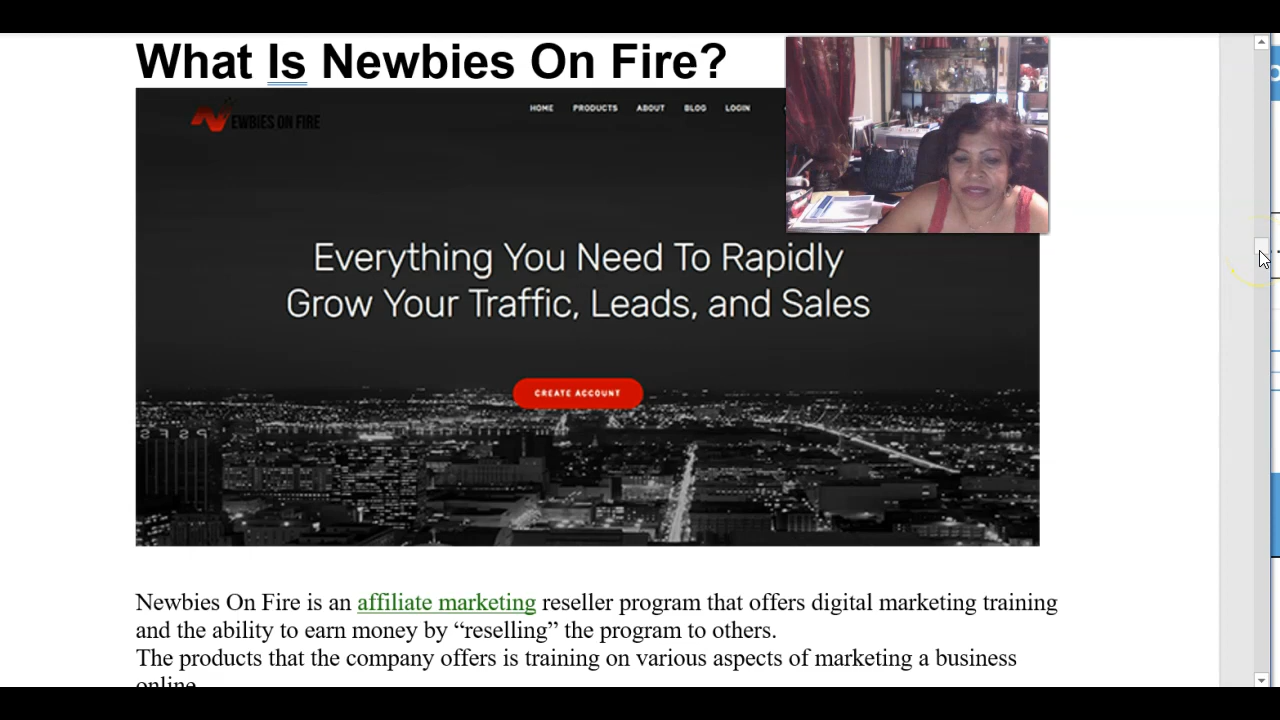 What Is Newbies On Fire?
EWBIES ON FIRE
HOME PRODUCTS ABOUT BLOG LOGIN
Everything You Need To Rapidly
Grow Your Traffic, Leads, and Sales
CREATE ACCOUNT
Newbies On Fire is an affiliate marketing reseller program that offers digital marketing training
and the ability to earn money by “reselling” the program to others.
The products that the company offers is training on various aspects of marketing a business
online